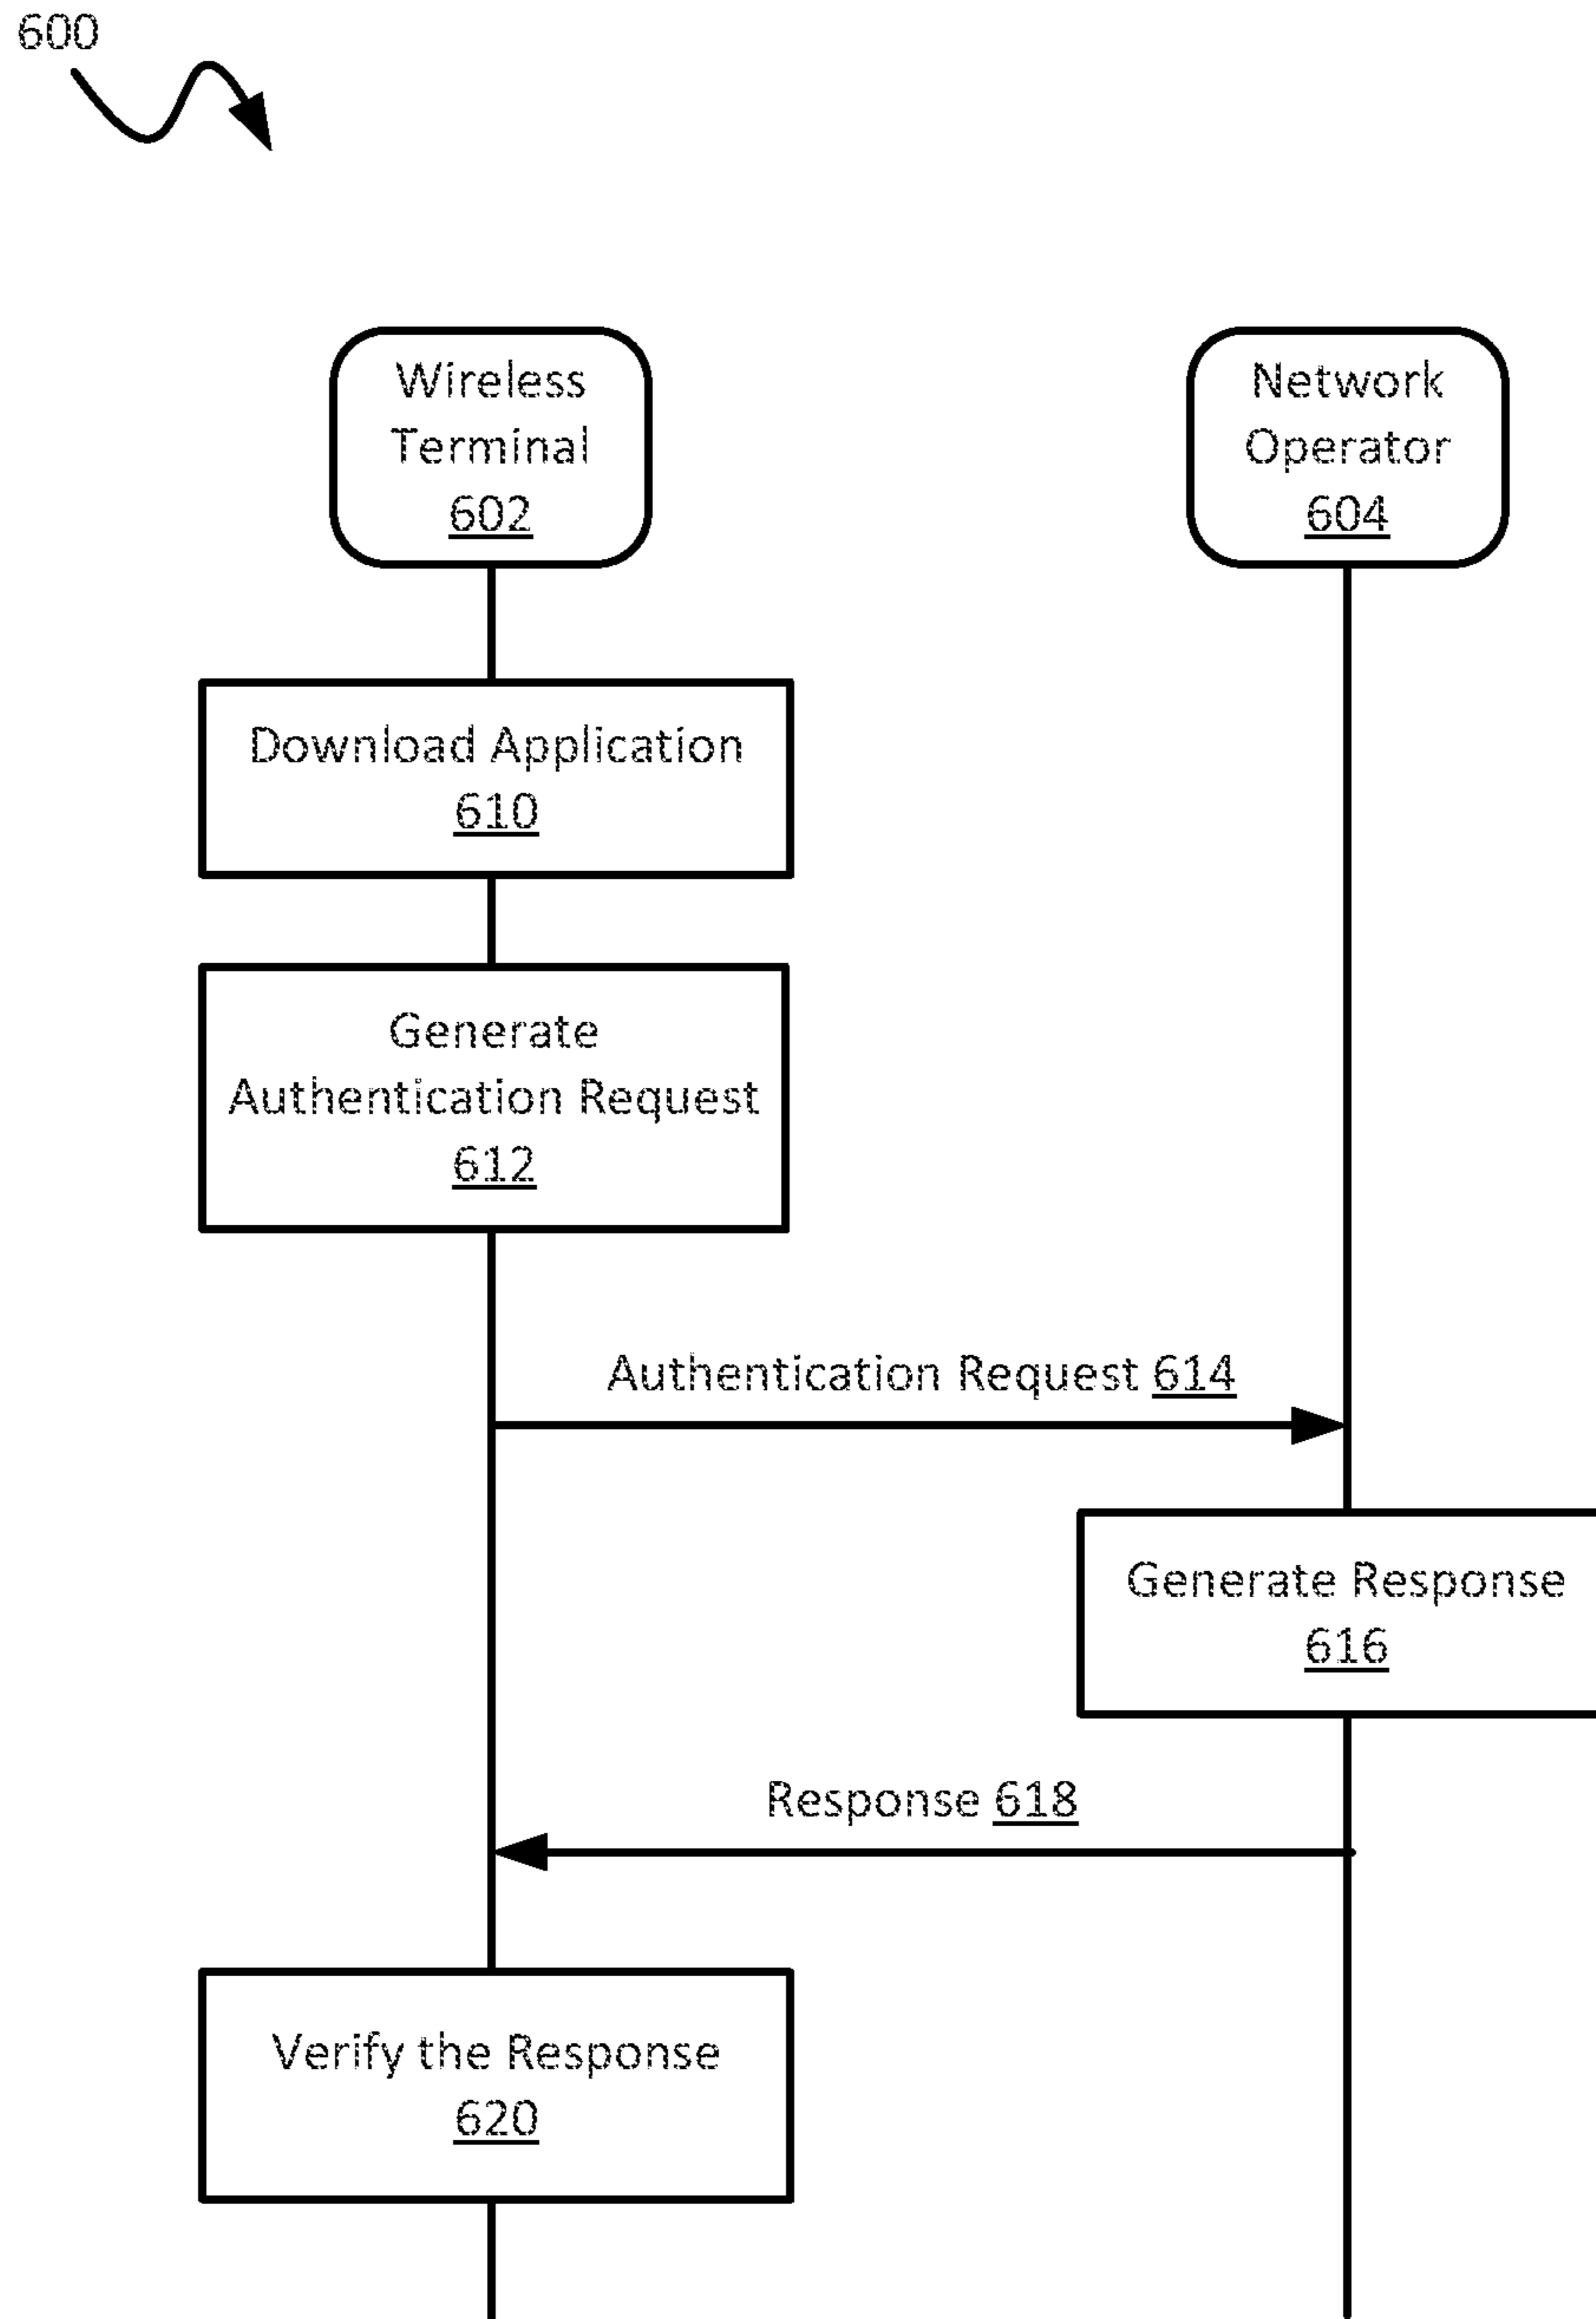 600
Wireless
Terminal
602
Network
Operator
604
Download Application
610
Generate
Authentication Request
612
Authentication Request 614
Generate Response
616
Response 618
Verify the Response
620